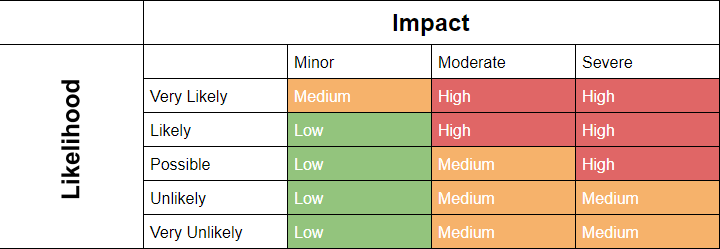 Impact
Likelihood
Minor Moderate Severe
Very Likely Medium High High
Likely Low High High
Possible Low Medium High
Unlikely Low Medium Medium
Very Unlikely Low Medium Medium